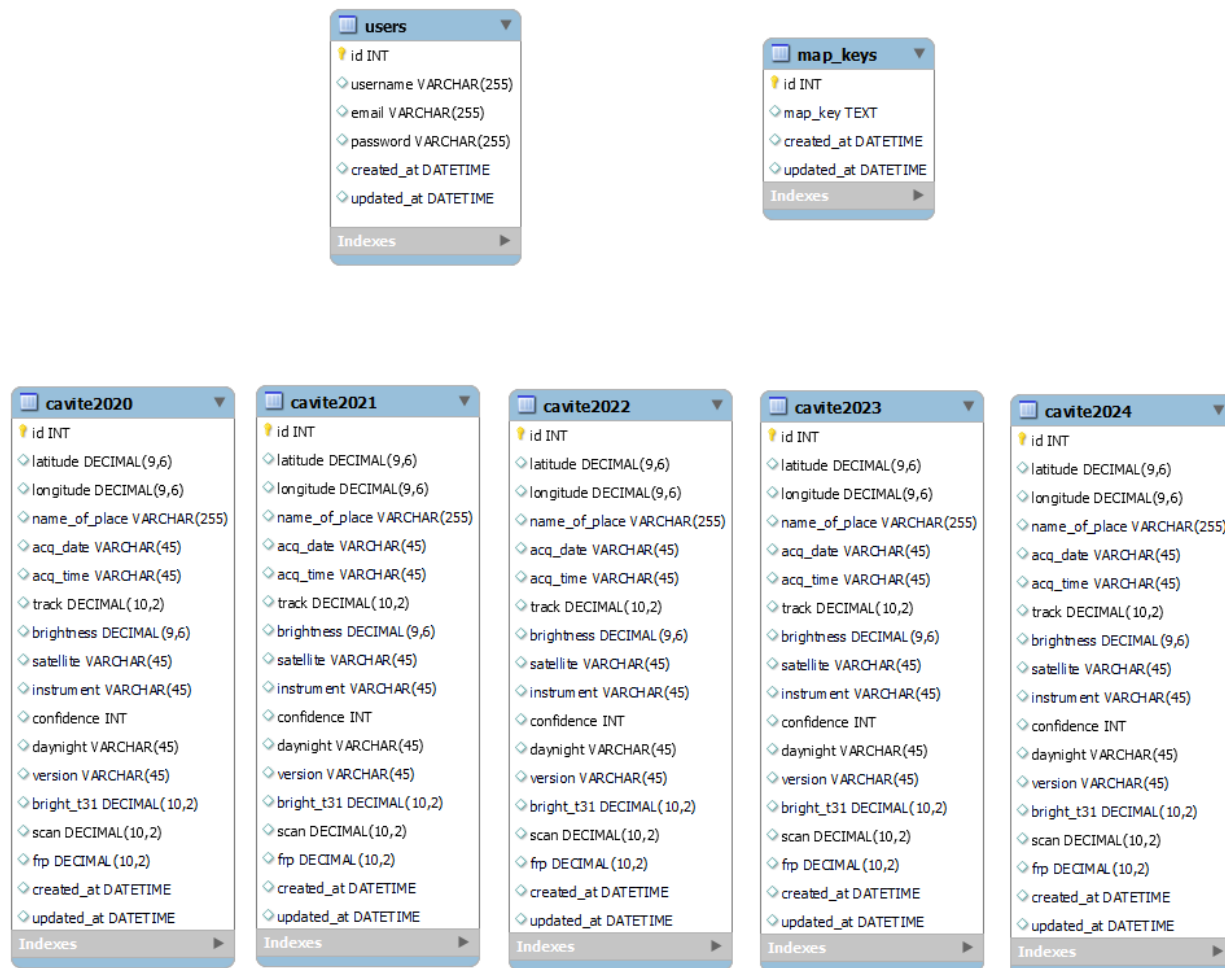 users
id INT
username VARCHAR(255)
email VARCHAR(255)
password VARCHAR(255)
created_at DATETIME
updated_at DATETIME
Indexes
map_keys
id INT
map_key TEXT
created_at DATETIME
updated_at DATETIME
Indexes
cavite2020
id INT
latitude DECIMAL(9,6)
longitude DECIMAL(9,6)
name_of_place VARCHAR(255)
acq_date VARCHAR(45)
acq_time VARCHAR(45)
track DECIMAL(10,2)
brightness DECIMAL(9,6)
satellite VARCHAR(45)
instrument VARCHAR(45)
confidence INT
daynight VARCHAR(45)
version VARCHAR(45)
bright_t31 DECIMAL(10,2)
scan DECIMAL(10,2)
frp DECIMAL(10,2)
created_at DATETIME
updated_at DATETIME
Indexes
cavite2021
id INT
latitude DECIMAL(9,6)
longitude DECIMAL(9,6)
name_of_place VARCHAR(255)
acq_date VARCHAR(45)
acq_time VARCHAR(45)
track DECIMAL(10,2)
brightness DECIMAL(9,6)
satellite VARCHAR(45)
instrument VARCHAR(45)
confidence INT
daynight VARCHAR(45)
version VARCHAR(45)
bright_t31 DECIMAL(10,2)
scan DECIMAL(10,2)
frp DECIMAL(10,2)
created_at DATETIME
updated_at DATETIME
Indexes
cavite2022
id INT
latitude DECIMAL(9,6)
longitude DECIMAL(9,6)
name_of_place VARCHAR(255)
acq_date VARCHAR(45)
acq_time VARCHAR(45)
track DECIMAL(10,2)
brightness DECIMAL(9,6)
satellite VARCHAR(45)
instrument VARCHAR(45)
confidence INT
daynight VARCHAR(45)
version VARCHAR(45)
bright_t31 DECIMAL(10,2)
scan DECIMAL(10,2)
frp DECIMAL(10,2)
created_at DATETIME
updated_at DATETIME
Indexes
cavite2023
id INT
latitude DECIMAL(9,6)
longitude DECIMAL(9,6)
name_of_place VARCHAR(255)
acq_date VARCHAR(45)
acq_time VARCHAR(45)
track DECIMAL(10,2)
brightness DECIMAL(9,6)
satellite VARCHAR(45)
instrument VARCHAR(45)
confidence INT
daynight VARCHAR(45)
version VARCHAR(45)
bright_t31 DECIMAL(10,2)
scan DECIMAL(10,2)
frp DECIMAL(10,2)
created_at DATETIME
updated_at DATETIME
Indexes
cavite2024
id INT
latitude DECIMAL(9,6)
longitude DECIMAL(9,6)
name_of_place VARCHAR(255)
acq_date VARCHAR(45)
acq_time VARCHAR(45)
track DECIMAL(10,2)
brightness DECIMAL(9,6)
satellite VARCHAR(45)
instrument VARCHAR(45)
confidence INT
daynight VARCHAR(45)
version VARCHAR(45)
bright_t31 DECIMAL(10,2)
scan DECIMAL(10,2)
frp DECIMAL(10,2)
created_at DATETIME
updated_at DATETIME
Indexes